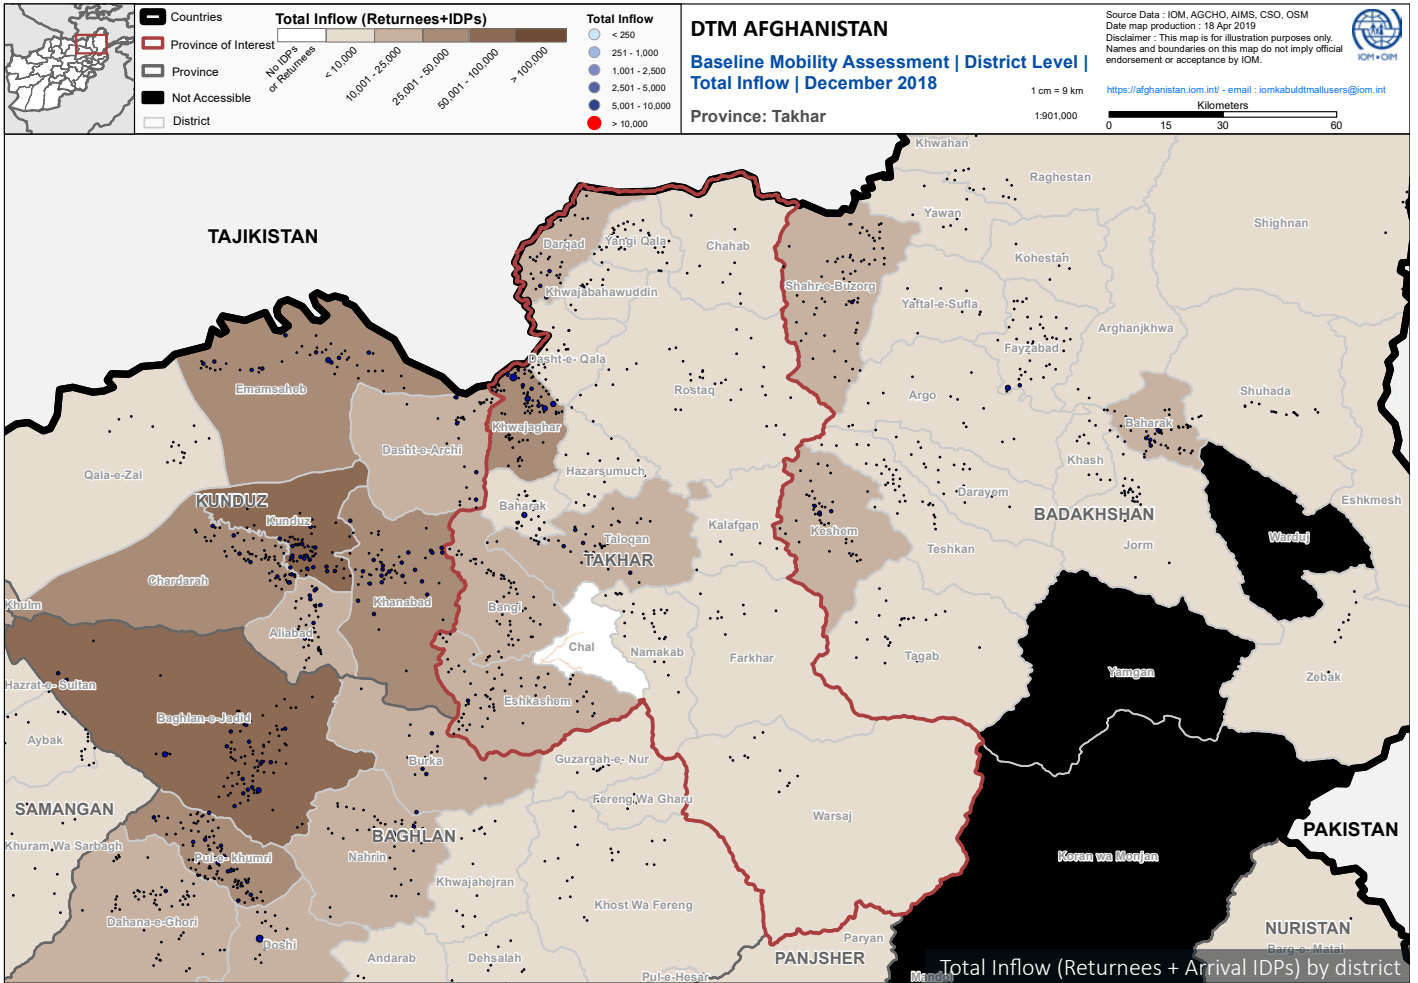 Countries
Province of Interest
Province
Not Accessible
District
Total Inflow (Returnees+IDPs)
No IDPs
or Returnees
< 10,000
10,001 - 25,000
25,001 - 50,000
50,001 - 100,000
> 100,000
Total Inflow
< 250
251 - 1,000
1,001 - 2,500
2,501 - 5,000
5,001 - 10,000
> 10,000
DTM AFGHANISTAN
Baseline Mobility Assessment | District Level |
Total Inflow | December 2018
Province: Takhar
1 cm = 9 km
1:901,000
Source Data : IOM, AGCHO, AIMS, CSO, OSM
Date map production : 18 Apr 2019
Disclaimer : This map is for illustration purposes only.
Names and boundaries on this map do not imply official
endorsement or acceptance by IOM.
IOM • OIM
https://afghanistan.iom.int/ - email : iomkabuldtmallusers@iom.int
Kilometers
0 15 30 60
Khwahan
Raghestan
Yawan
Shighnan
TAJIKISTAN
Darqad
Yangi Qala
Chahab
Kohestan
Khwajabahawuddin
Shahr-e-Buzorg
Yaftal-e-Sufla
Arghanjkhwa
Fayzabad
Dasht-e- Qala
Emamsaheb
Rostaq
Argo
Shuhada
Khwajaghar
Baharak
Dasht-e-Archi
Khash
Qala-e-Zal
Hazarsumuch
Darayem
Eshkmesh
KUNDUZ
Baharak
BADAKHSHAN
Kunduz
Kalafgan
Keshem
Taloqan
Warduj
Teshkan
Jorm
TAKHAR
Chardarah
Khanabad
Khulm
Bangi
Aliabad
Chal
Namakab
Farkhar
Tagab
Yamgan
Zebak
Hazrat-e- Sultan
Eshkashem
Baghlan-e-Jadid
Aybak
Burka
Guzargah-e- Nur
Fereng Wa Gharu
SAMANGAN
Warsaj
PAKISTAN
BAGHLAN
Khuram Wa Sarbagh
Pul-e- khumri
Nahrin
Koran wa Monjan
Khwajahejran
Khost Wa Fereng
Dahana-e-Ghori
NURISTAN
Doshi
Paryan
Barg-e- Matal
Andarab
Dehsalah
PANJSHER
Pul-e-Hesar
Total Inflow (Returnees + Arrival IDPs) by district